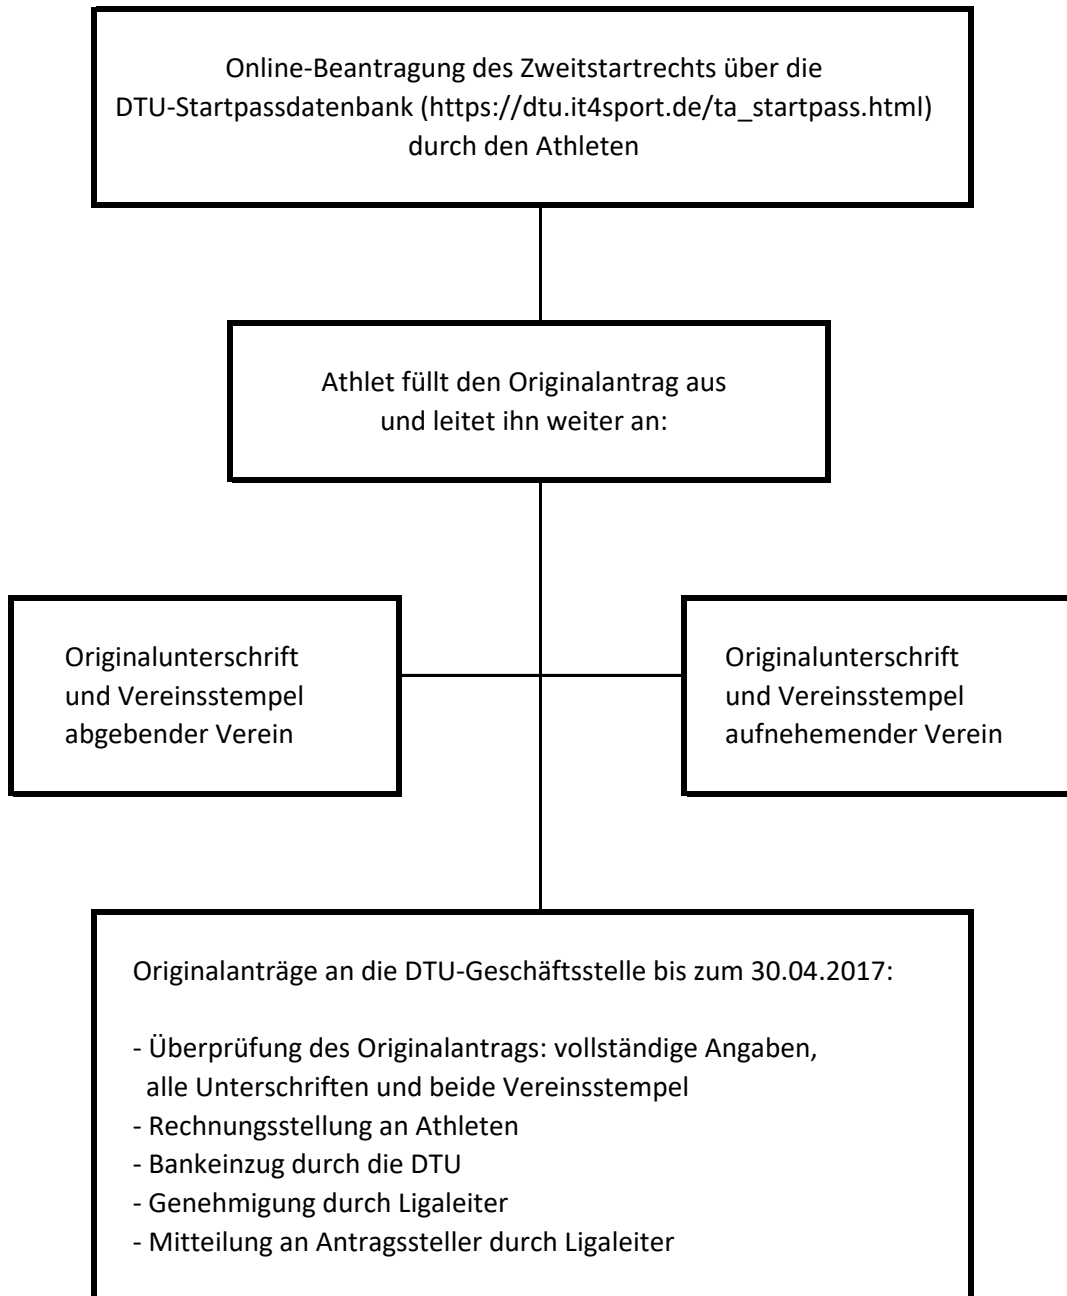 Online-Beantragung des Zweitstartrechts über die
DTU-Startpassdatenbank (https://dtu.it4sport.de/ta_startpass.html)
durch den Athleten
Athlet füllt den Originalantrag aus
und leitet ihn weiter an:
Originalunterschrift
und Vereinsstempel
abgebender Verein
Originalunterschrift
und Vereinsstempel
aufnehemender Verein
Originalanträge an die DTU-Geschäftsstelle bis zum 30.04.2017:
- Überprüfung des Originalantrags: vollständige Angaben,
alle Unterschriften und beide Vereinsstempel
- Rechnungsstellung an Athleten
- Bankeinzug durch die DTU
- Genehmigung durch Ligaleiter
- Mitteilung an Antragssteller durch Ligaleiter